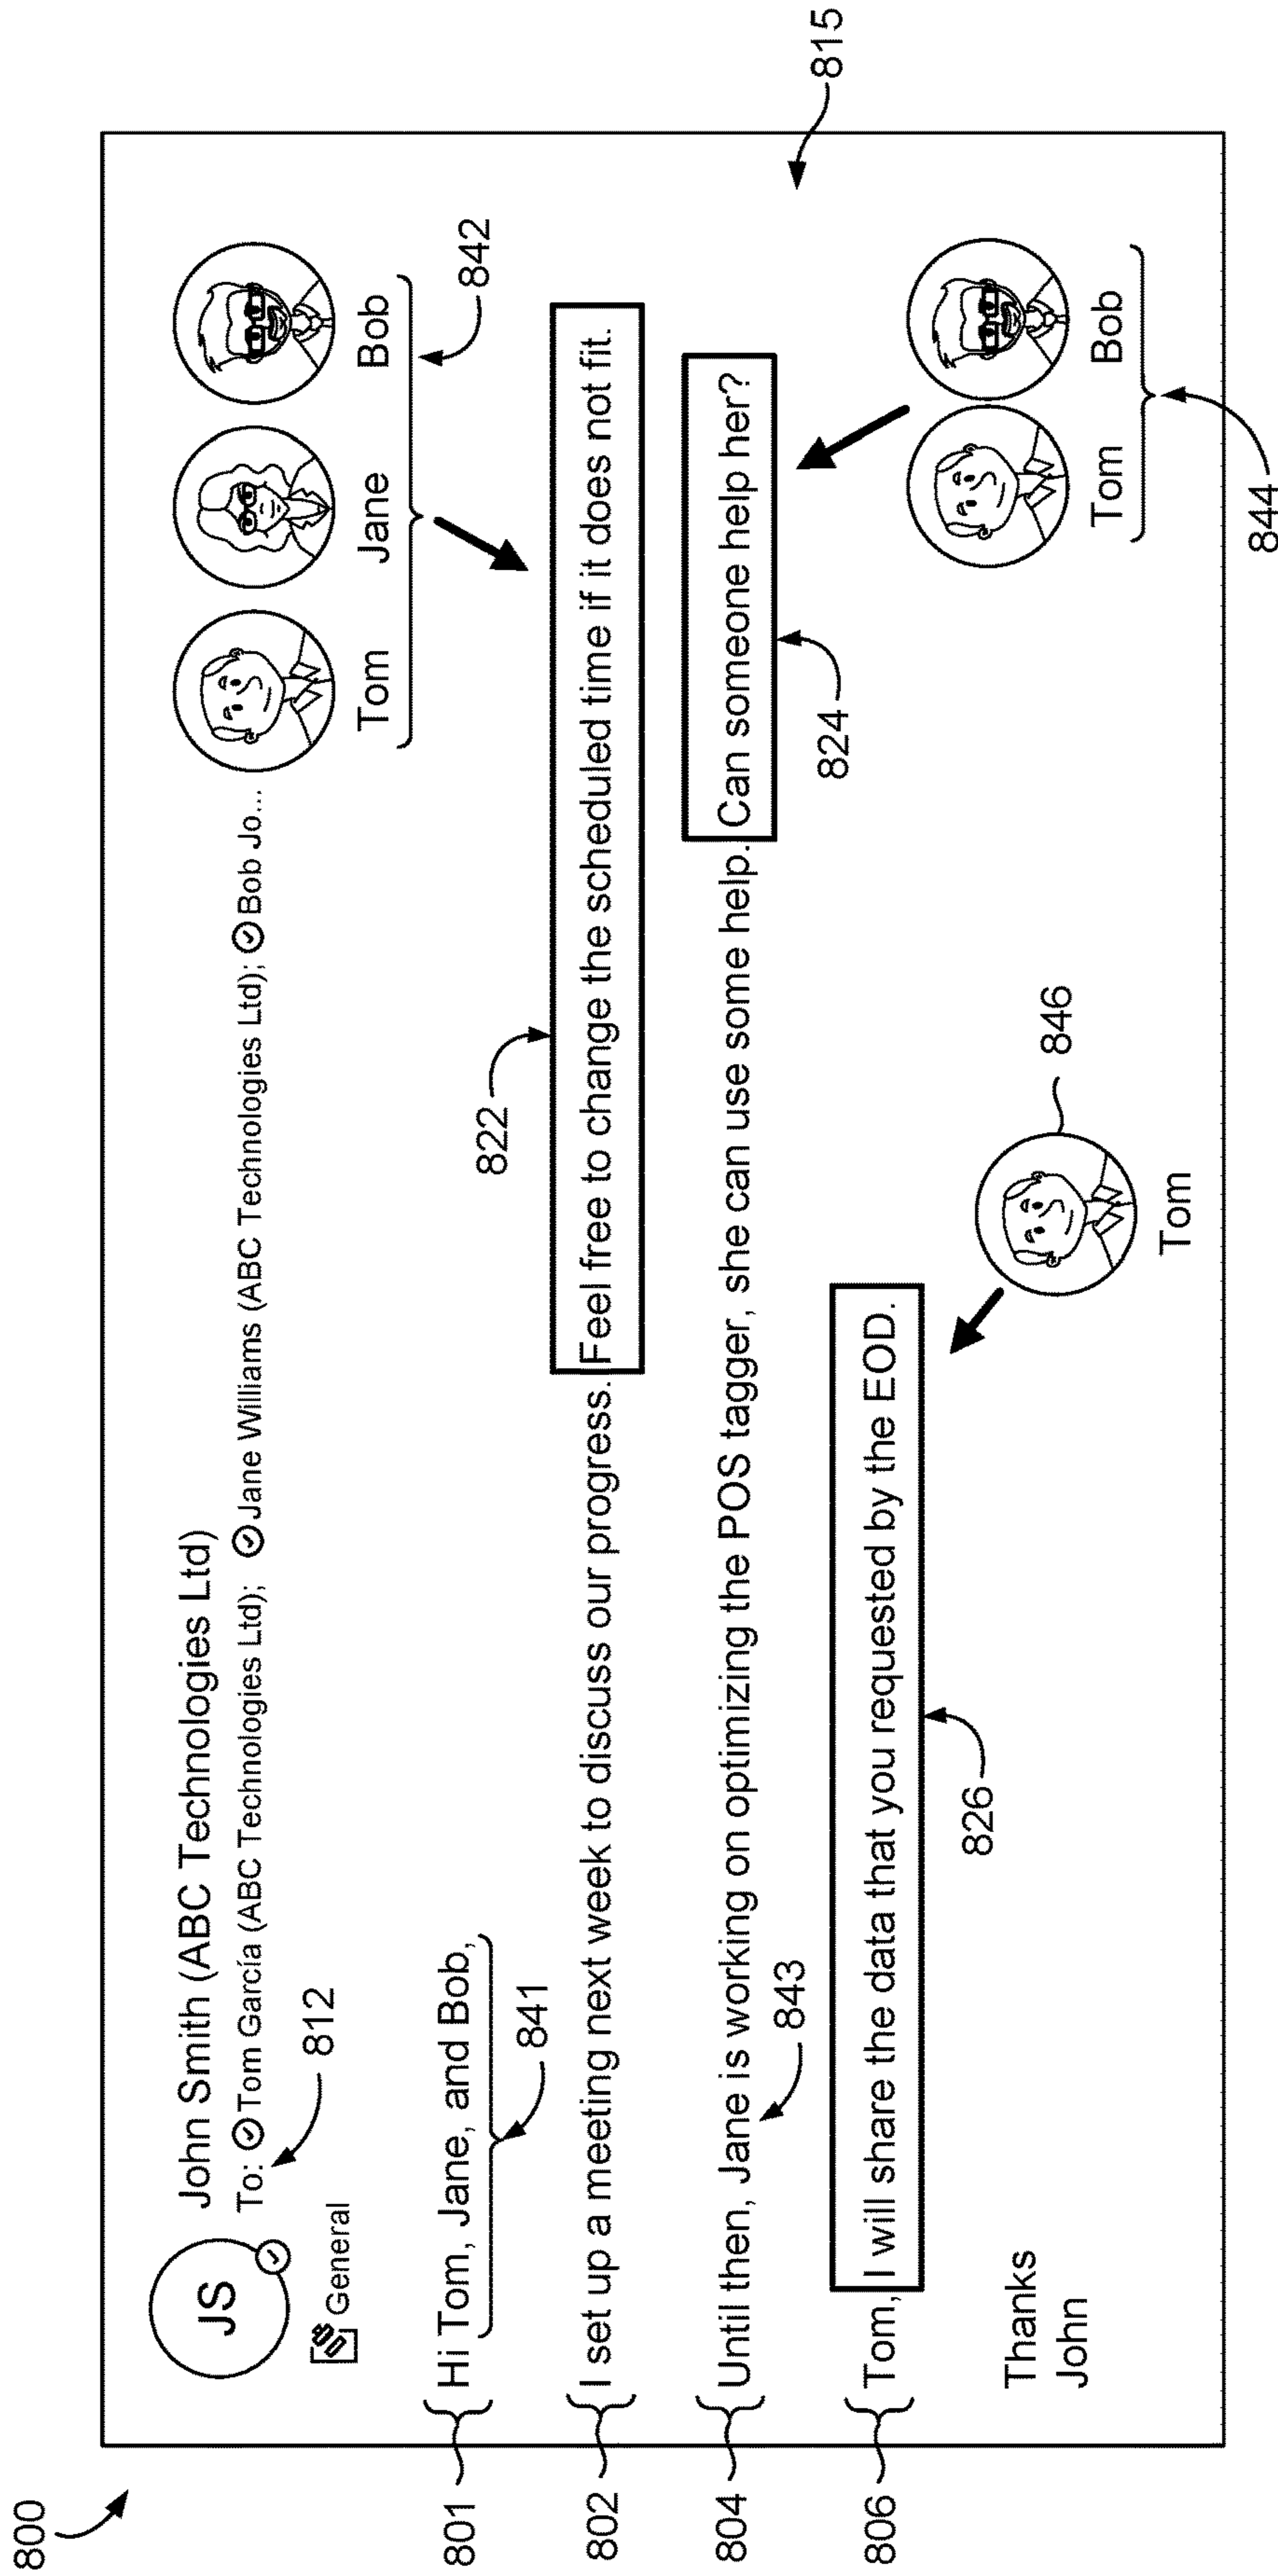 800
John Smith (ABC Technologies Ltd)
JS
To: Tom García (ABC Technologies Ltd); Jane Williams (ABC Technologies Ltd); Bob Jo...
812
General
Tom Jane Bob
842
801
Hi Tom, Jane, and Bob,
841
822
802
I set up a meeting next week to discuss our progress. Feel free to change the scheduled time if it does not fit.
804
Until then, Jane is working on optimizing the POS tagger, she can use some help. Can someone help her?
843
824
815
806
Tom, I will share the data that you requested by the EOD.
826
846
Tom
Tom Bob
844
Thanks
John